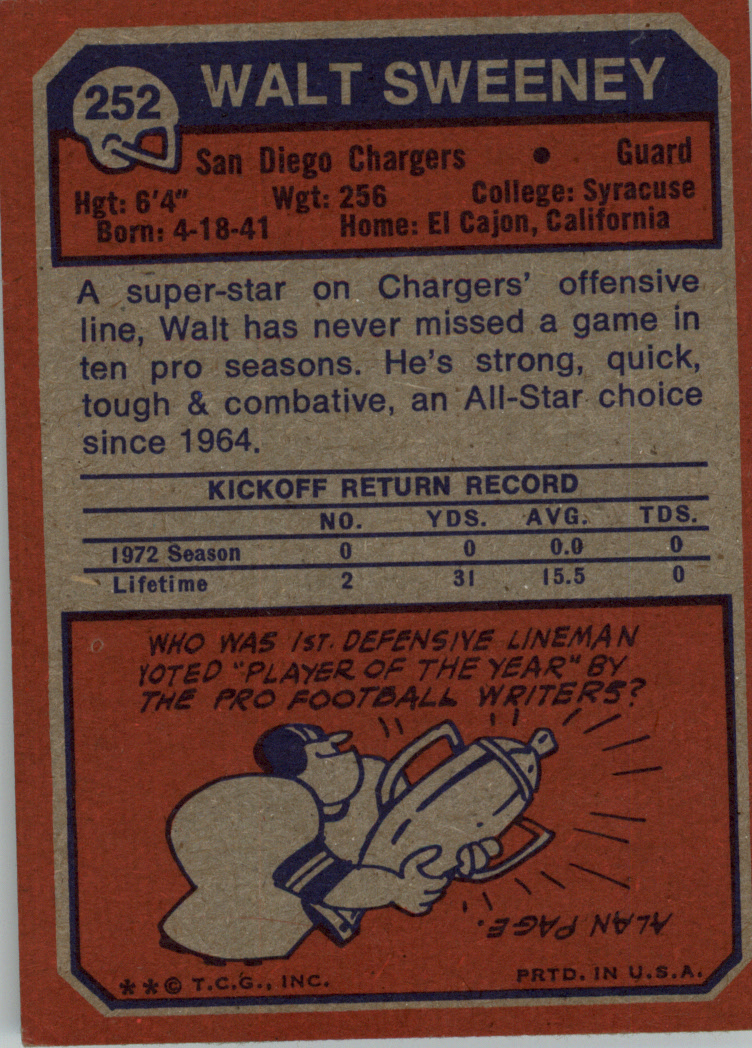 252 WALT SWEENEY
San Diego Chargers • Guard
Hgt: 6'4" Wgt: 256 College: Syracuse
Born: 4-18-41 Home: El Cajon, California
A super-star on Chargers' offensive
line, Walt has never missed a game in
ten pro seasons. He's strong, quick,
tough & combative, an All-Star choice
since 1964.
KICKOFF RETURN RECORD
NO. YDS. AVG. TDS.
1972 Season 0 0 0.0 0
Lifetime 2 31 15.5 0
WHO WAS 1ST. DEFENSIVE LINEMAN
VOTED "PLAYER OF THE YEAR" BY
THE PRO FOOTBALL WRITERS?
ALAN PAGE.
**© T.C.G., INC. PRTD. IN U.S.A.